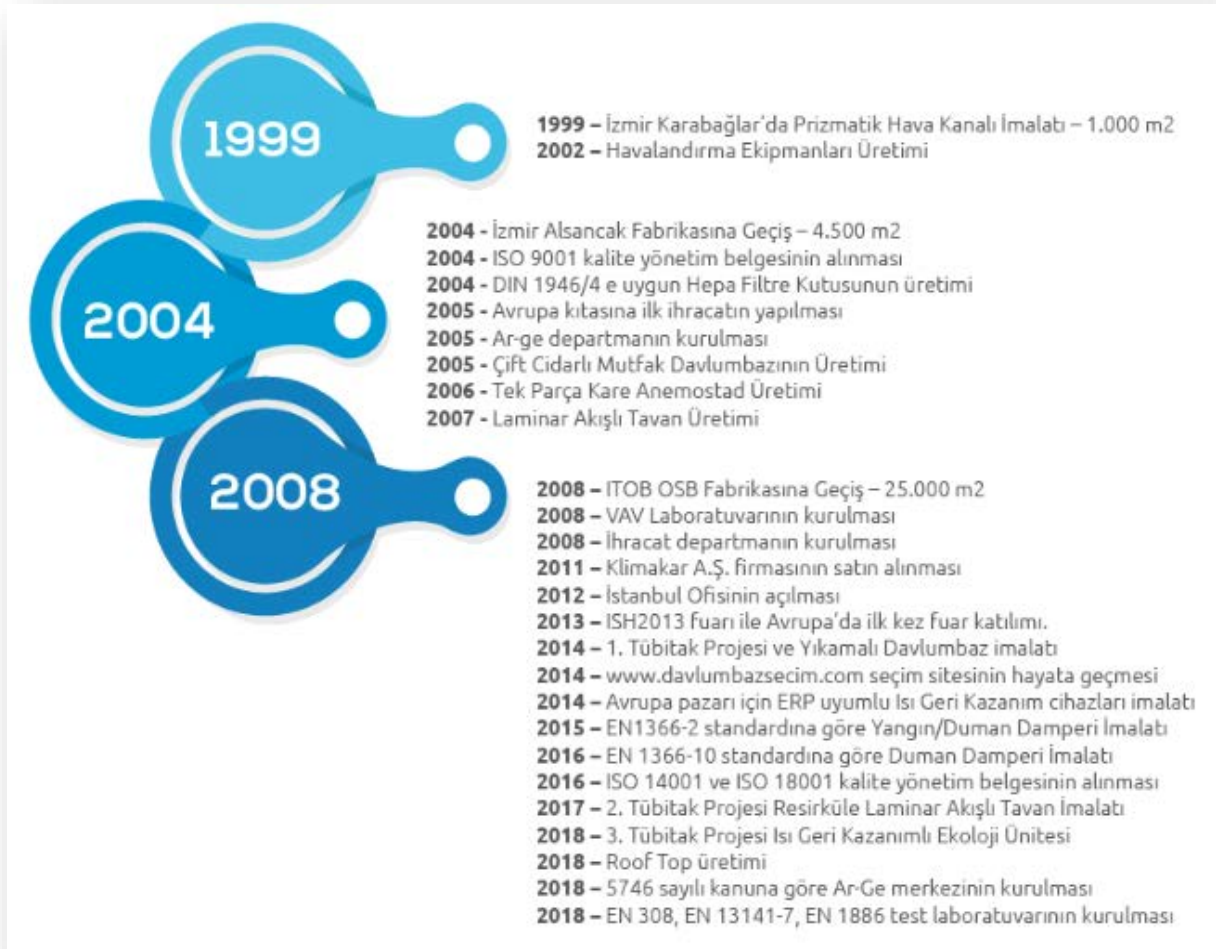 1999
1999 – İzmir Karabağlar'da Prizmatik Hava Kanalı İmalatı – 1.000 m2
2002 – Havalandırma Ekipmanları Üretimi
2004
2004 - İzmir Alsancak Fabrikasına Geçiş – 4.500 m2
2004 - ISO 9001 kalite yönetim belgesinin alınması
2004 - DIN 1946/4 e uygun Hepa Filtre Kutusunun üretimi
2005 - Avrupa kıtasına ilk ihracatın yapılması
2005 - Ar-ge departmanın kurulması
2005 - Çift Cidarlı Mutfak Davlumbazının Üretimi
2006 - Tek Parça Kare Anemostad Üretimi
2007 - Laminar Akışlı Tavan Üretimi
2008
2008 – ITOB OSB Fabrikasına Geçiş – 25.000 m2
2008 – VAV Laboratuvarının kurulması
2008 – İhracat departmanın kurulması
2011 – Klimakar A.Ş. firmasının satın alınması
2012 – İstanbul Ofisinin açılması
2013 – ISH2013 fuarı ile Avrupa'da ilk kez fuar katılımı.
2014 – 1. Tübitak Projesi ve Yıkamalı Davlumbaz imalatı
2014 – www.davlumbazsecim.com seçim sitesinin hayata geçmesi
2014 – Avrupa pazarı için ERP uyumlu Isı Geri Kazanım cihazları imalatı
2015 – EN1366-2 standardına göre Yangın/Duman Damperi İmalatı
2016 – EN 1366-10 standardına göre Duman Damperi İmalatı
2016 – ISO 14001 ve ISO 18001 kalite yönetim belgesinin alınması
2017 – 2. Tübitak Projesi Resirküle Laminar Akışlı Tavan İmalatı
2018 – 3. Tübitak Projesi Isı Geri Kazanımlı Ekoloji Ünitesi
2018 – Roof Top üretimi
2018 – 5746 sayılı kanuna göre Ar-Ge merkezinin kurulması
2018 – EN 308, EN 13141-7, EN 1886 test laboratuvarının kurulması